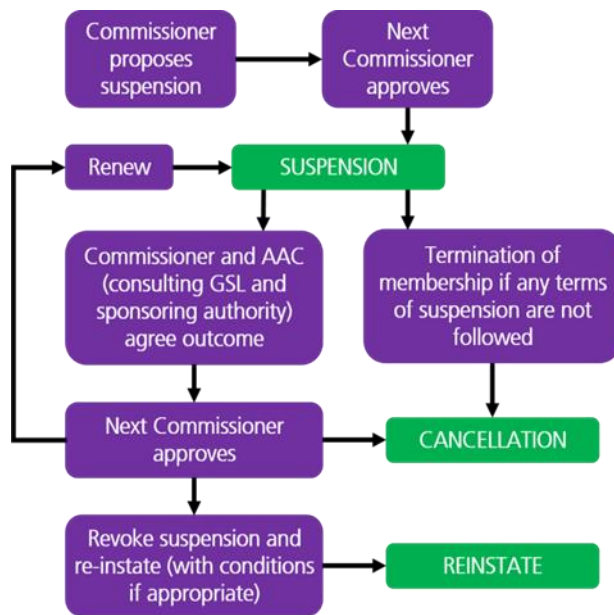 Commissioner
proposes
suspension
Next
Commissioner
approves
Renew
SUSPENSION
Commissioner and AAC
(consulting GSL and
sponsoring authority)
agree outcome
Termination of
membership if any terms
of suspension are not
followed
Next Commissioner
approves
CANCELLATION
Revoke suspension and
re-instate (with conditions
if appropriate)
REINSTATE